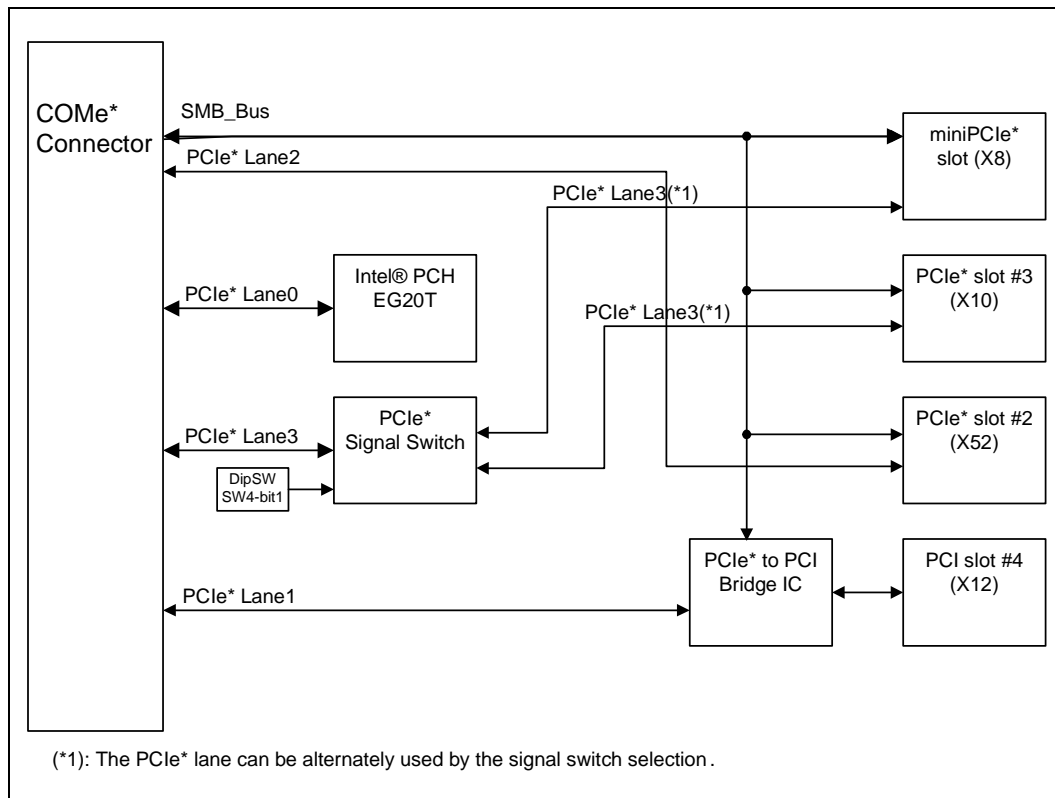 COMe*
Connector
SMB_Bus
PCIe* Lane2
miniPCIe*
slot (X8)
PCIe* Lane3(*1)
PCIe* Lane0
Intel® PCH
EG20T
PCIe* slot #3
(X10)
PCIe* Lane3(*1)
PCIe* Lane3
PCIe*
Signal Switch
PCIe* slot #2
(X52)
DipSW
SW4-bit1
PCIe* Lane1
PCIe* to PCI
Bridge IC
PCI slot #4
(X12)
(*1): The PCIe* lane can be alternately used by the signal switch selection.